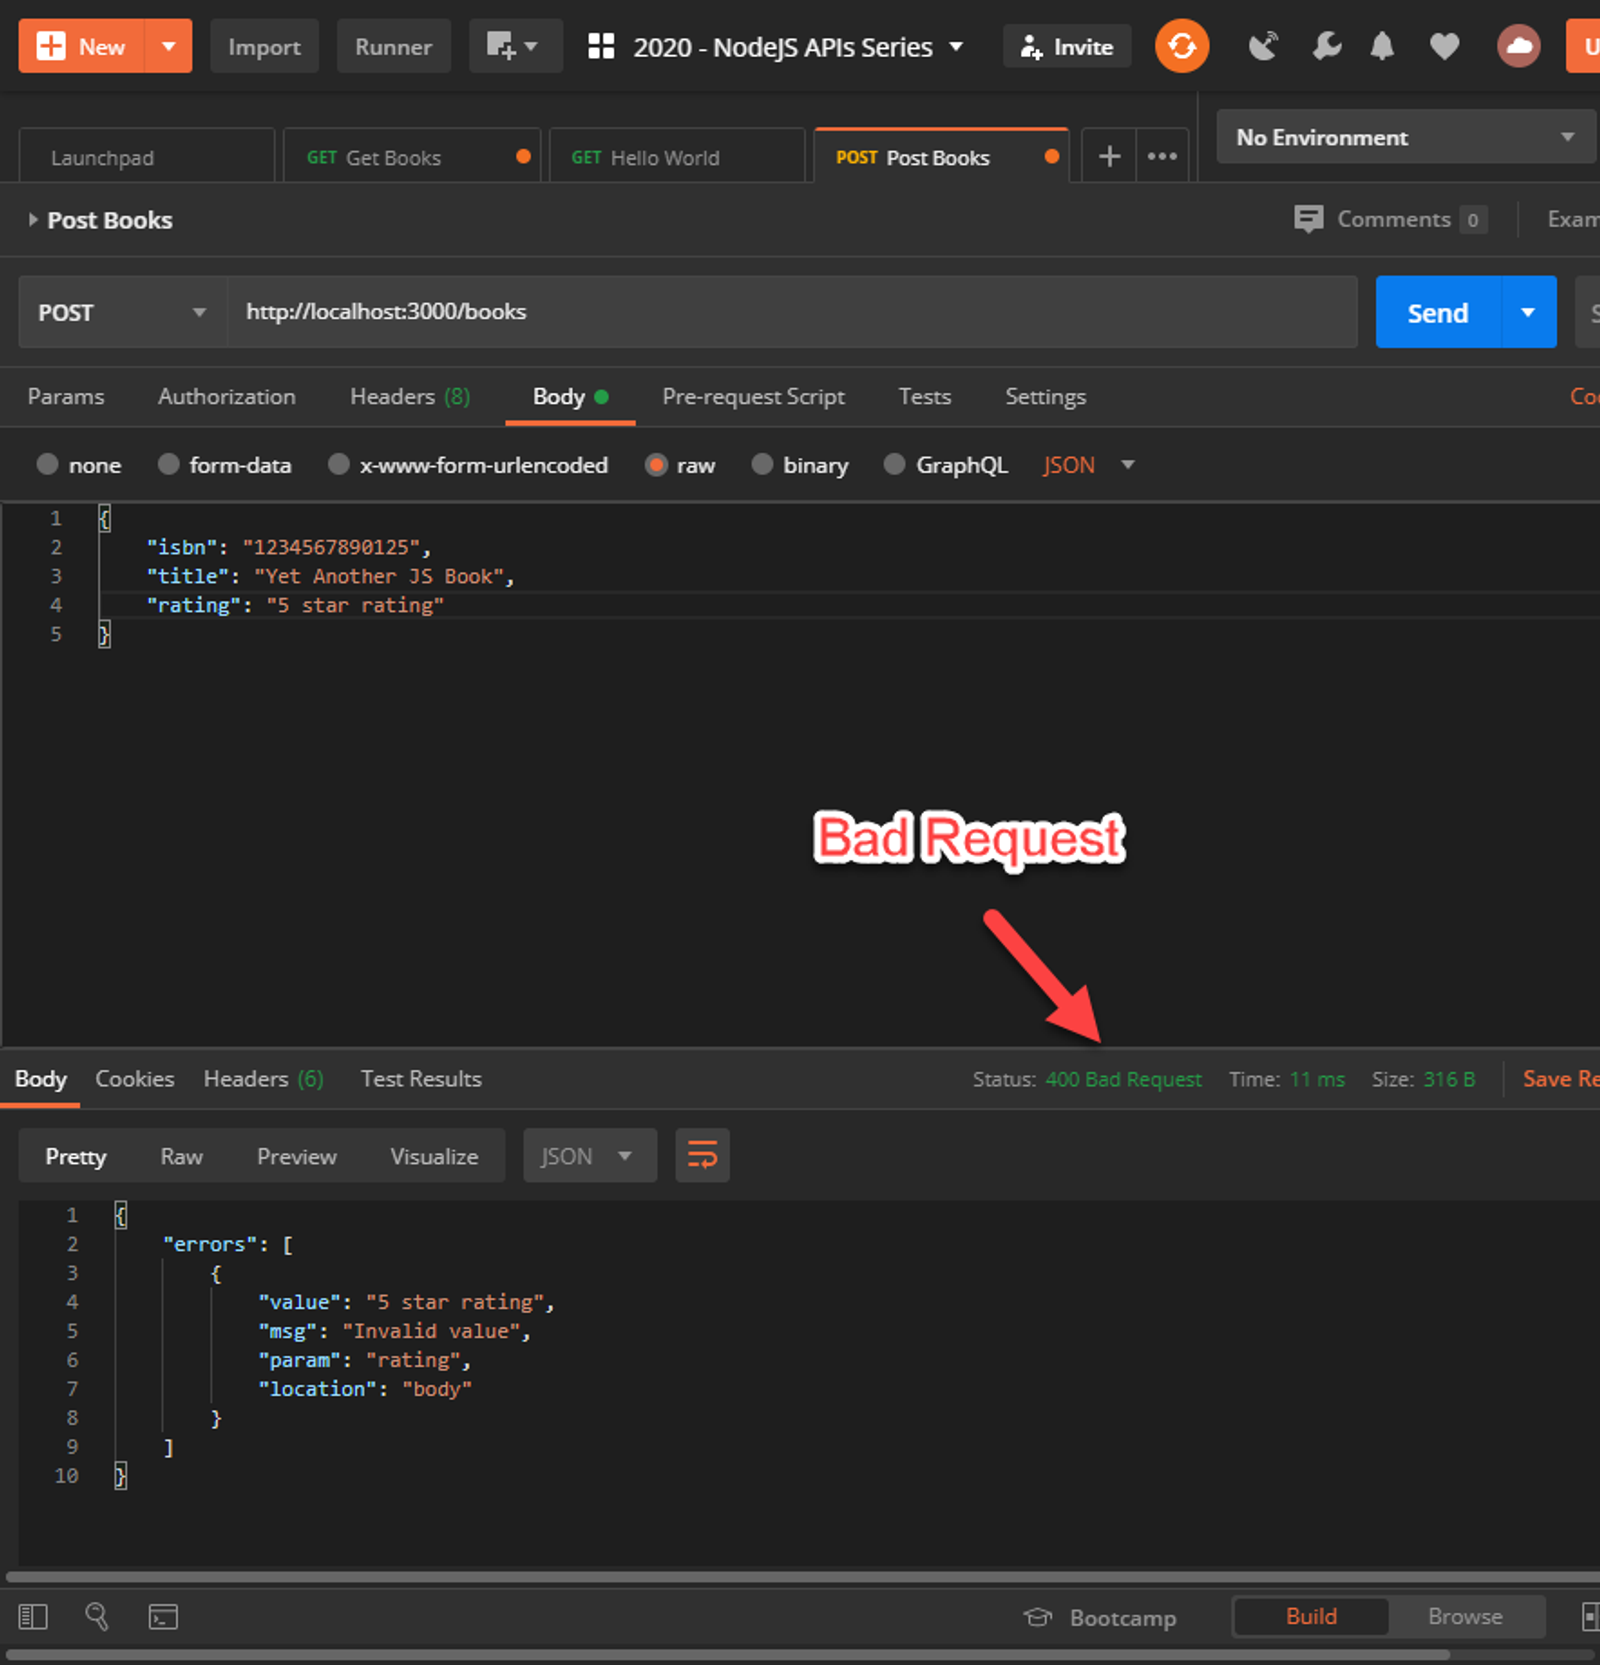 New Import Runner 2020 - NodeJS APIs Series Invite
Launchpad GET Get Books GET Hello World POST Post Books No Environment
Post Books Comments 0
POST http://localhost:3000/books Send
Params Authorization Headers (8) Body Pre-request Script Tests Settings
none form-data x-www-form-urlencoded raw binary GraphQL JSON
1 {
2 "isbn": "1234567890125",
3 "title": "Yet Another JS Book",
4 "rating": "5 star rating"
5 }
Bad Request
Body Cookies Headers (6) Test Results Status: 400 Bad Request Time: 11 ms Size: 316 B Save Re
Pretty Raw Preview Visualize JSON
1 {
2 "errors": [
3 {
4 "value": "5 star rating",
5 "msg": "Invalid value",
6 "param": "rating",
7 "location": "body"
8 }
9 ]
10 }
Bootcamp Build Browse